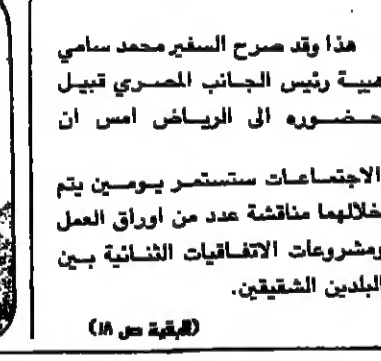 هذا وقد صرح السفير محمد سامي
هيبة رئيس الجانب المصري قبيل
حضوره الى الرياض امس ان
الاجتماعات ستستمر يومين يتم
خلالهما مناقشة عدد من اوراق العمل
ومشروعات الاتفاقيات الثنائية بين
البلدين الشقيقين.
(البقية ص ١٨)